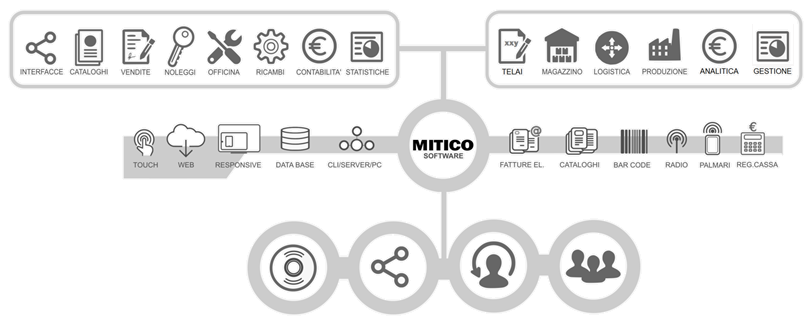 INTERFACCE CATALOGHI VENDITE NOLEGGI OFFICINA RICAMBI CONTABILITA' STATISTICHE
xxy
TELAI MAGAZZINO LOGISTICA PRODUZIONE ANALITICA GESTIONE
TOUCH WEB RESPONSIVE DATA BASE CLI/SERVER/PC
MITICO
SOFTWARE
@ €
FATTURE EL. CATALOGHI BAR CODE RADIO PALMARI REG.CASSA